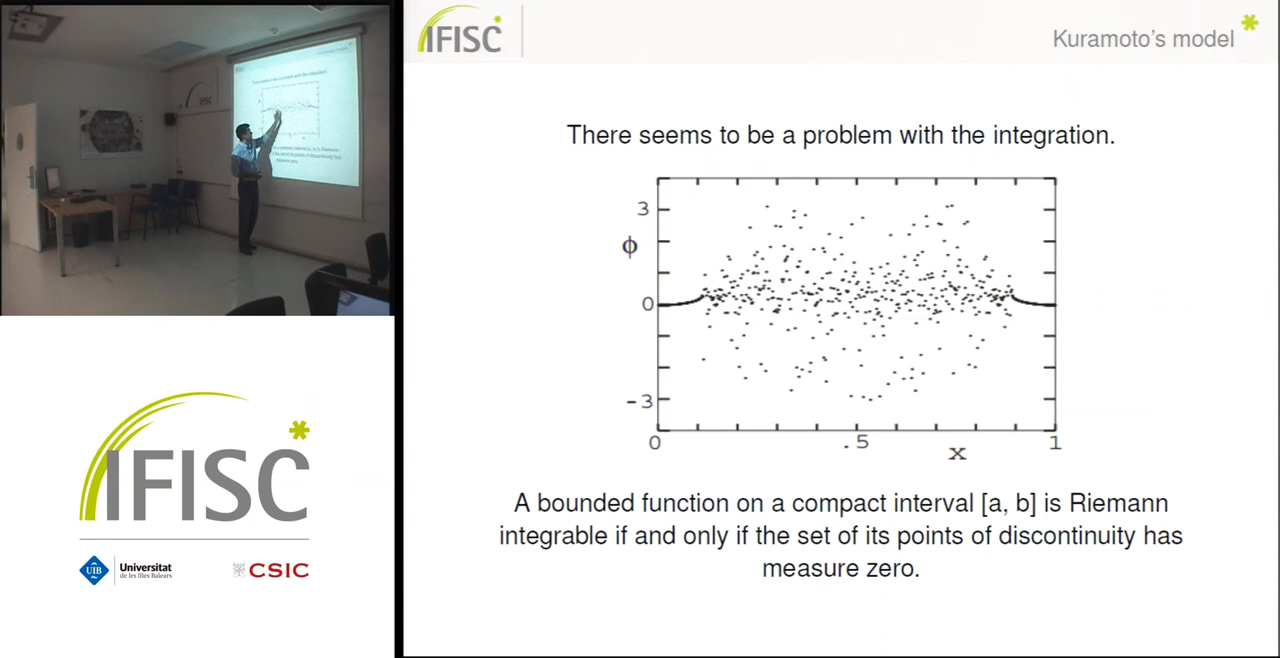 IFISC
Kuramoto's model
There seems to be a problem with the integration.
3
ϕ
0
-3
0
.5
1
x
A bounded function on a compact interval [a, b] is Riemann
integrable if and only if the set of its points of discontinuity has
measure zero.
IFISC
UIB
Universitat
de les Illes Balears
CSIC